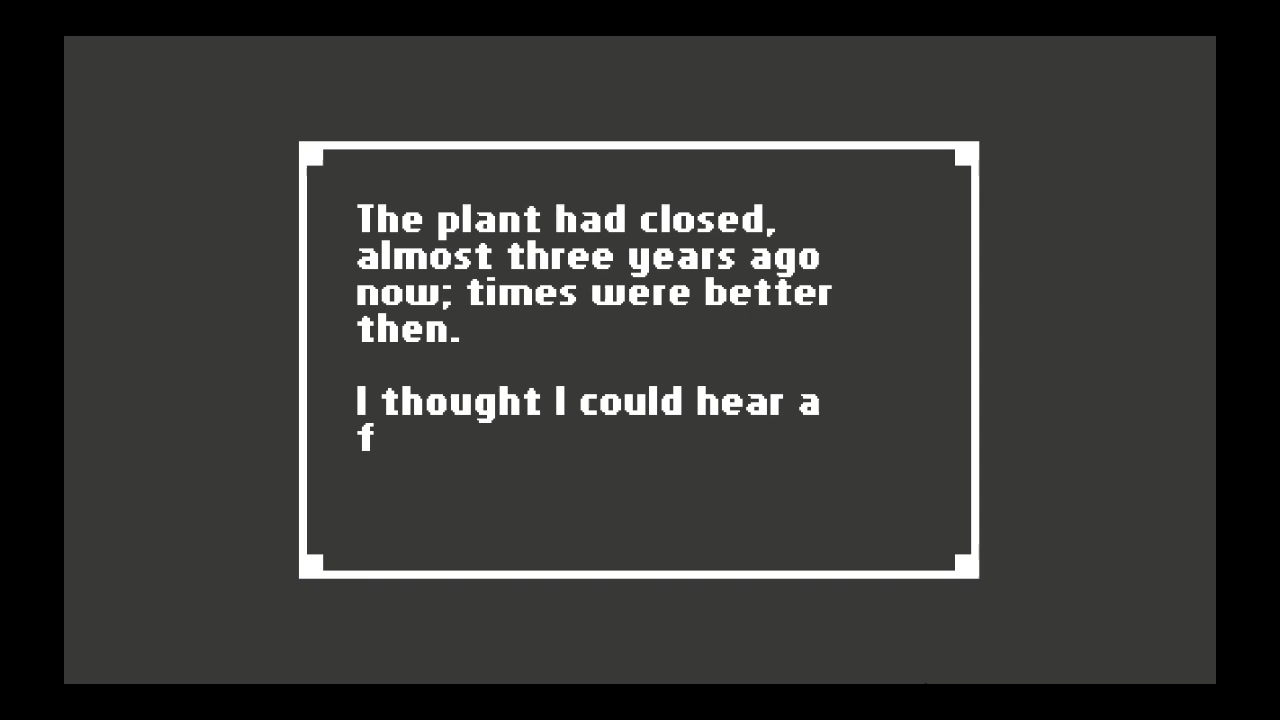 The plant had closed,
almost three years ago
now; times were better
then.
I thought I could hear a
f